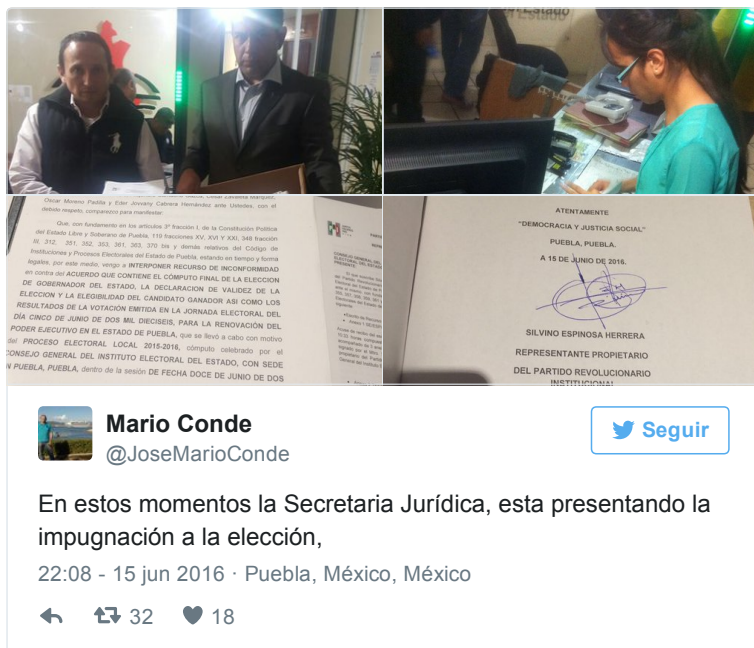 n Estado
Oscar Moreno Padilla y Eder Jovvany Cabrera Hernández ante Ustedes, con el
debido respeto, comparezco para manifestar:
Que, con fundamento en los artículos 3º fracción I, de la Constitución Política
del Estado Libre y Soberano de Puebla, 119 fracciones XV, XVI Y XXI, 348 fracción
III, 312, 351, 352, 353, 361, 363, 370 bis y demás relativos del Código de
Instituciones y Procesos Electorales del Estado de Puebla, estando en tiempo y forma
legales, por este medio, vengo a INTERPONER RECURSO DE INCONFORMIDAD
en contra del ACUERDO QUE CONTIENE EL CÓMPUTO FINAL DE LA ELECCION
DE GOBERNADOR DEL ESTADO, LA DECLARACION DE VALIDEZ DE LA
ELECCION Y LA ELEGIBILIDAD DEL CANDIDATO GANADOR ASI COMO LOS
RESULTADOS DE LA VOTACIÓN EMITIDA EN LA JORNADA ELECTORAL DEL
DÍA CINCO DE JUNIO DE DOS MIL DIECISEIS, PARA LA RENOVACIÓN DEL
PODER EJECUTIVO EN EL ESTADO DE PUEBLA, que se llevó a cabo con motivo
del PROCESO ELECTORAL LOCAL 2015-2016, cómputo celebrado por el
CONSEJO GENERAL DEL INSTITUTO ELECTORAL DEL ESTADO, CON SEDE
N PUEBLA, PUEBLA, dentro de la sesión DE FECHA DOCE DE JUNIO DE DOS
PRI
CONSEJO GENERAL DEL
ELECTORAL DEL ESTADO
PRESENTE.
ATENTAMENTE
"DEMOCRACIA Y JUSTICIA SOCIAL"
PUEBLA, PUEBLA.
A 15 DE JUNIO DE 2016.
SILVINO ESPINOSA HERRERA
REPRESENTANTE PROPIETARIO
DEL PARTIDO REVOLUCIONARIO
INSTITUCIONAL
Mario Conde
@JoseMarioConde
Seguir
En estos momentos la Secretaria Jurídica, esta presentando la
impugnación a la elección,
22:08 - 15 jun 2016 · Puebla, México, México
32
18